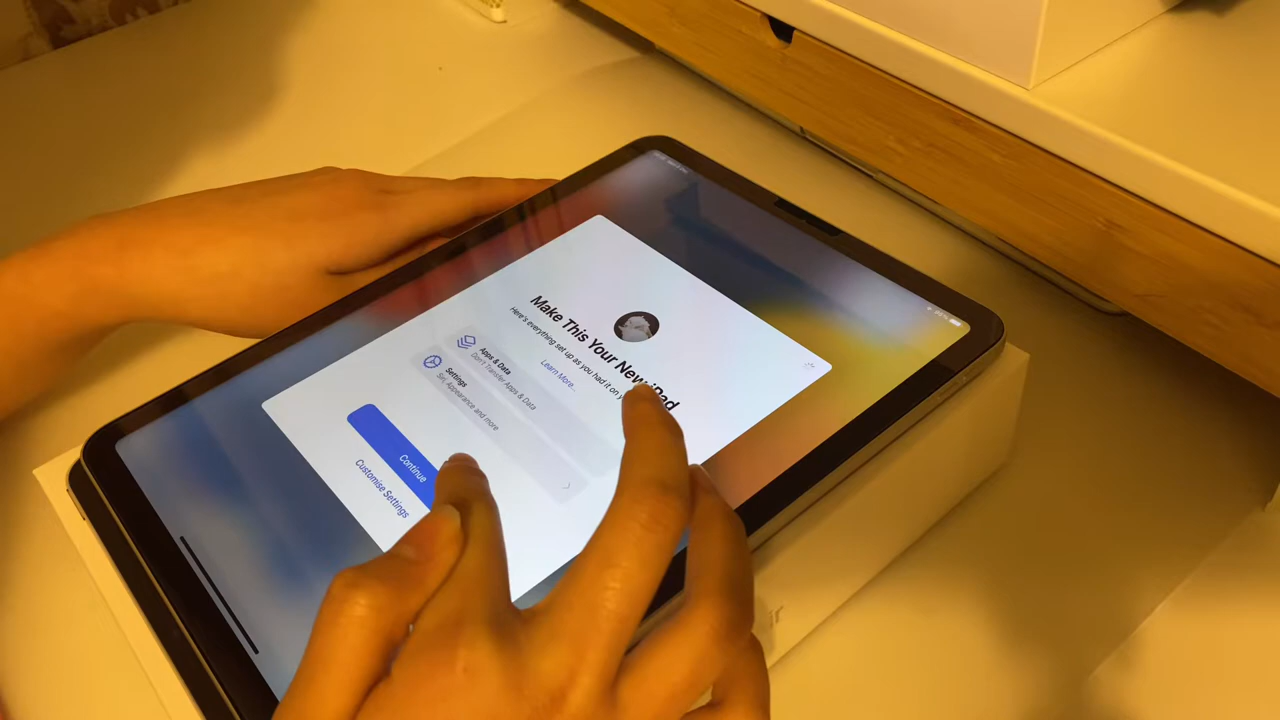 Make This Your New iPad
Here's everything set up as you had it on
Learn More...
Apps & Data
Don't Transfer Apps & Data
Settings
Siri, Appearance and more
Continue
Customise Settings